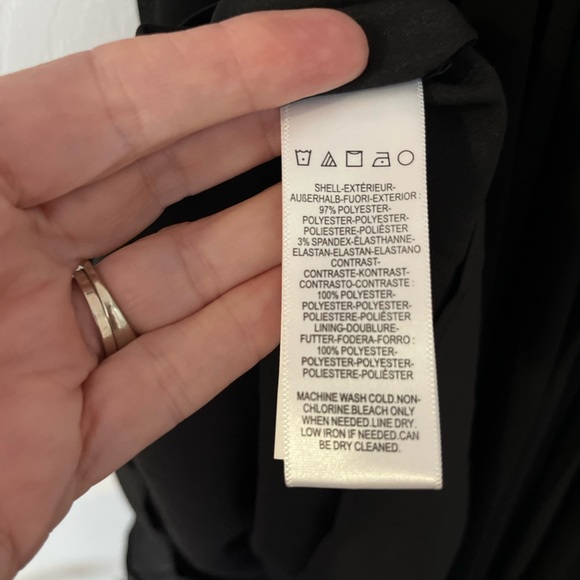 SHELL-EXTÉRIEUR-
AUßERHALB-FUORI-EXTERIOR :
97% POLYESTER-
POLYESTER-POLYESTER-
POLIESTERE-POLIÉSTER
3% SPANDEX-ÉLASTHANNE-
ELASTAN-ELASTAN-ELASTANO
CONTRAST-
CONTRASTE-KONTRAST-
CONTRASTO-CONTRASTE :
100% POLYESTER-
POLYESTER-POLYESTER-
POLIESTERE-POLIÉSTER
LINING-DOUBLURE-
FUTTER-FODERA-FORRO :
100% POLYESTER-
POLYESTER-POLYESTER-
POLIESTERE-POLIÉSTER
MACHINE WASH COLD.NON-
CHLORINE BLEACH ONLY
WHEN NEEDED.LINE DRY.
LOW IRON IF NEEDED.CAN
BE DRY CLEANED.